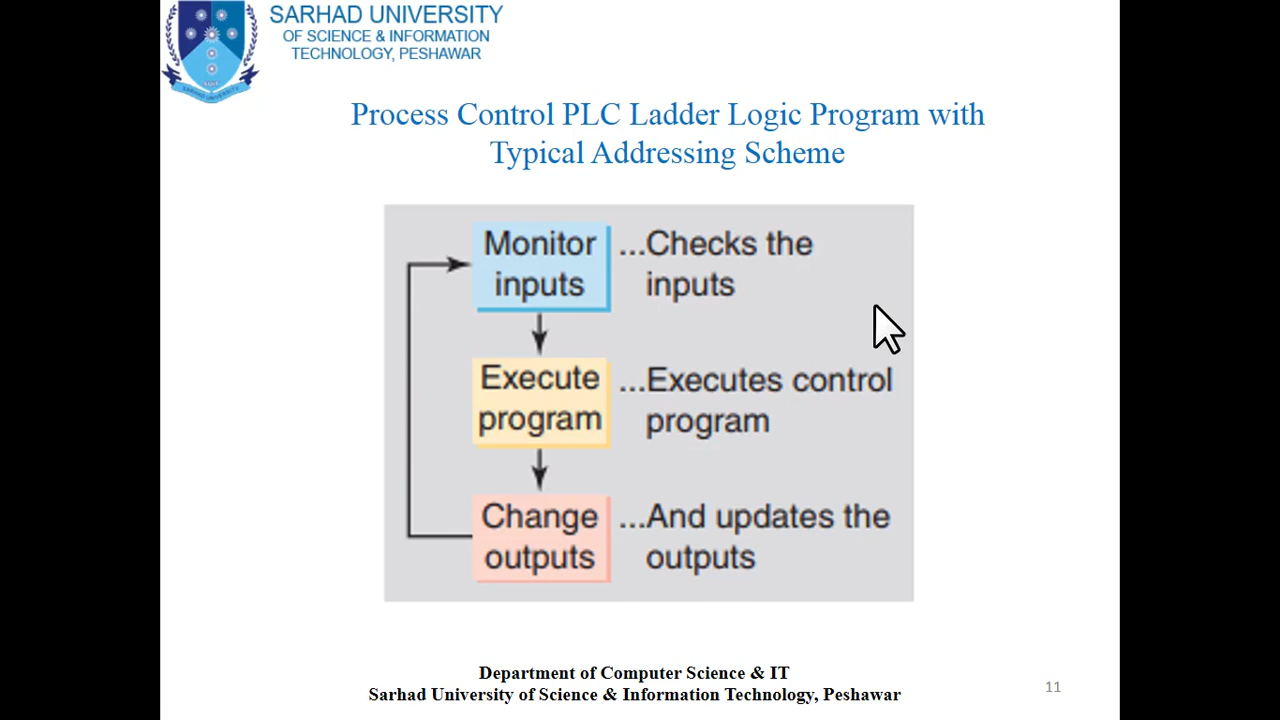 SARHAD UNIVERSITY
OF SCIENCE & INFORMATION
TECHNOLOGY, PESHAWAR
Process Control PLC Ladder Logic Program with
Typical Addressing Scheme
Monitor
inputs
...Checks the
inputs
Execute
program
...Executes control
program
Change
outputs
...And updates the
outputs
Department of Computer Science & IT
Sarhad University of Science & Information Technology, Peshawar
11